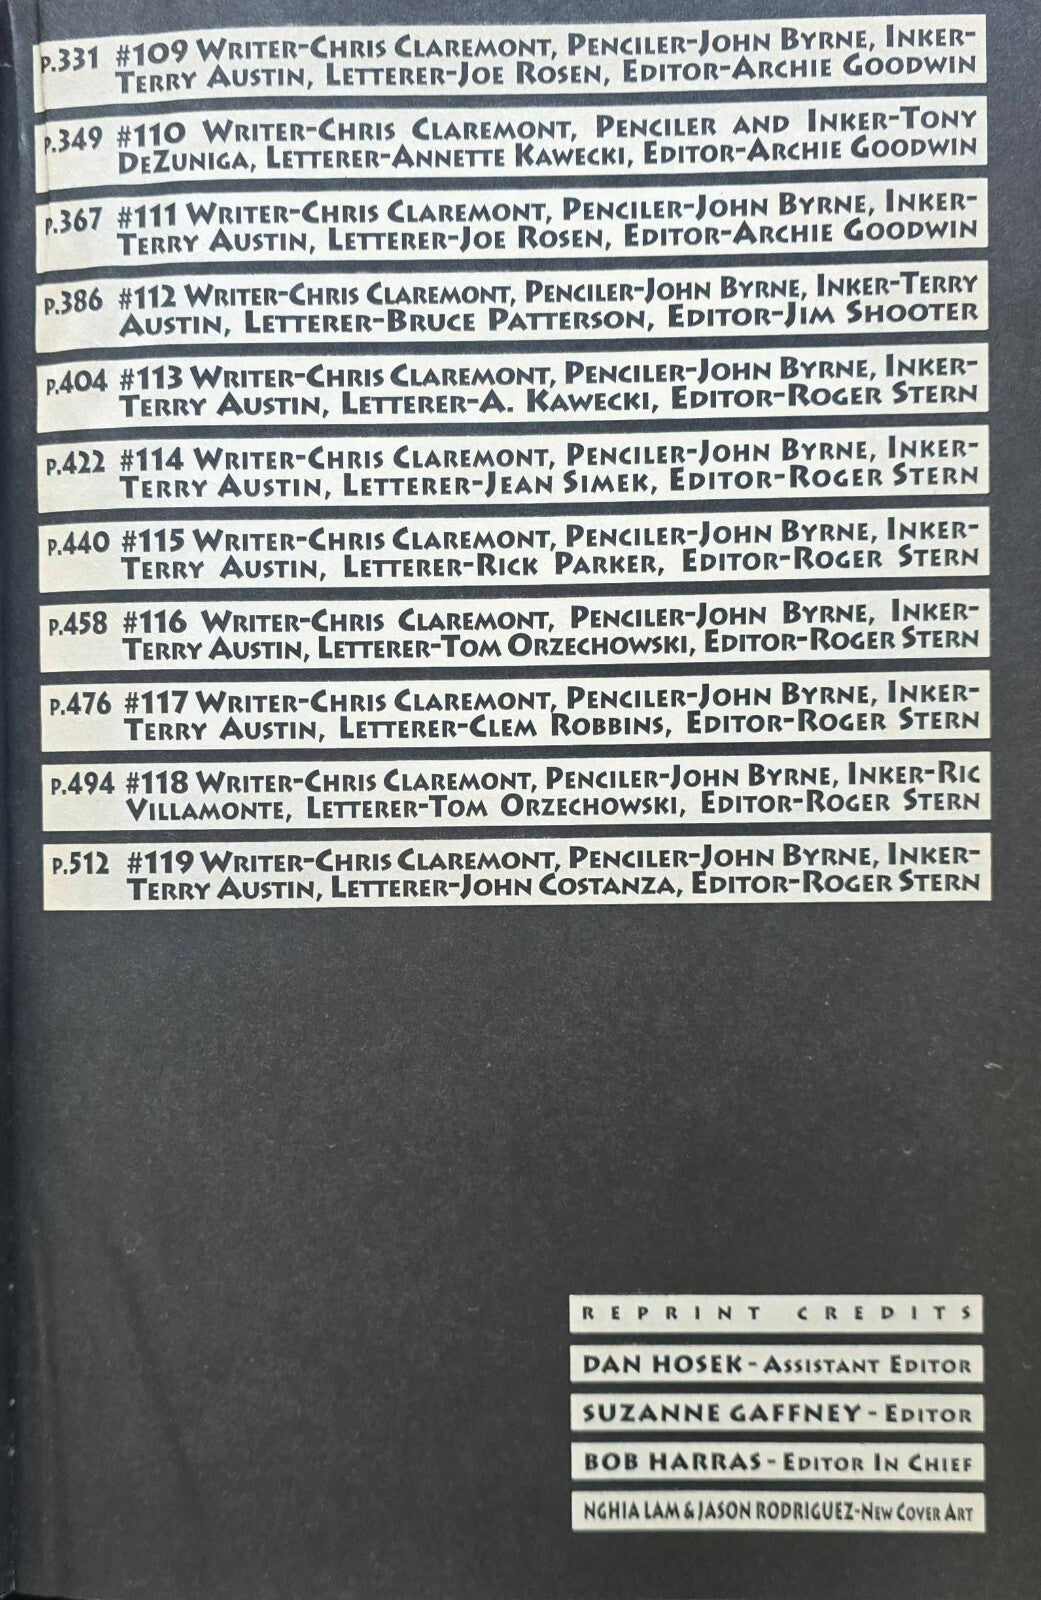 P.331 #109 WRITER-CHRIS CLAREMONT, PENCILER-JOHN BYRNE, INKER-
TERRY AUSTIN, LETTERER-JOE ROSEN, EDITOR-ARCHIE GOODWIN
P.349 #110 WRITER-CHRIS CLAREMONT, PENCILER AND INKER-TONY
DEZUNIGA, LETTERER-ANNETTE KAWECKI, EDITOR-ARCHIE GOODWIN
P.367 #111 WRITER-CHRIS CLAREMONT, PENCILER-JOHN BYRNE, INKER-
TERRY AUSTIN, LETTERER-JOE ROSEN, EDITOR-ARCHIE GOODWIN
P.386 #112 WRITER-CHRIS CLAREMONT, PENCILER-JOHN BYRNE, INKER-TERRY
AUSTIN, LETTERER-BRUCE PATTERSON, EDITOR-JIM SHOOTER
P.404 #113 WRITER-CHRIS CLAREMONT, PENCILER-JOHN BYRNE, INKER-
TERRY AUSTIN, LETTERER-A. KAWECKI, EDITOR-ROGER STERN
P.422 #114 WRITER-CHRIS CLAREMONT, PENCILER-JOHN BYRNE, INKER-
TERRY AUSTIN, LETTERER-JEAN SIMEK, EDITOR-ROGER STERN
P.440 #115 WRITER-CHRIS CLAREMONT, PENCILER-JOHN BYRNE, INKER-
TERRY AUSTIN, LETTERER-RICK PARKER, EDITOR-ROGER STERN
P.458 #116 WRITER-CHRIS CLAREMONT, PENCILER-JOHN BYRNE, INKER-
TERRY AUSTIN, LETTERER-TOM ORZECHOWSKI, EDITOR-ROGER STERN
P.476 #117 WRITER-CHRIS CLAREMONT, PENCILER-JOHN BYRNE, INKER-
TERRY AUSTIN, LETTERER-CLEM ROBBINS, EDITOR-ROGER STERN
P.494 #118 WRITER-CHRIS CLAREMONT, PENCILER-JOHN BYRNE, INKER-RIC
VILLAMONTE, LETTERER-TOM ORZECHOWSKI, EDITOR-ROGER STERN
P.512 #119 WRITER-CHRIS CLAREMONT, PENCILER-JOHN BYRNE, INKER-
TERRY AUSTIN, LETTERER-JOHN COSTANZA, EDITOR-ROGER STERN
REPRINT CREDITS
DAN HOSEK - ASSISTANT EDITOR
SUZANNE GAFFNEY - EDITOR
BOB HARRAS - EDITOR IN CHIEF
NGHIA LAM & JASON RODRIGUEZ-NEW COVER ART